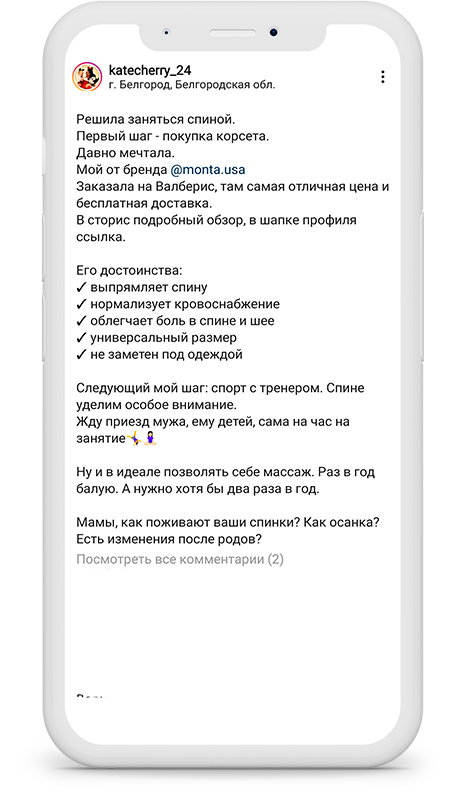 katecherry_24
г. Белгород, Белгородская обл.
Решила заняться спиной.
Первый шаг - покупка корсета.
Давно мечтала.
Мой от бренда @monta.usa
Заказала на Валберис, там самая отличная цена и
бесплатная доставка.
В сторис подробный обзор, в шапке профиля
ссылка.
Его достоинства:
✓ выпрямляет спину
✓ нормализует кровоснабжение
✓ облегчает боль в спине и шее
✓ универсальный размер
✓ не заметен под одеждой
Следующий мой шаг: спорт с тренером. Спине
уделим особое внимание.
Жду приезд мужа, ему детей, сама на час на
занятие🤸‍♀️🧘🏻‍♀️
Ну и в идеале позволять себе массаж. Раз в год
балую. А нужно хотя бы два раза в год.
Мамы, как поживают ваши спинки? Как осанка?
Есть изменения после родов?
Посмотреть все комментарии (2)